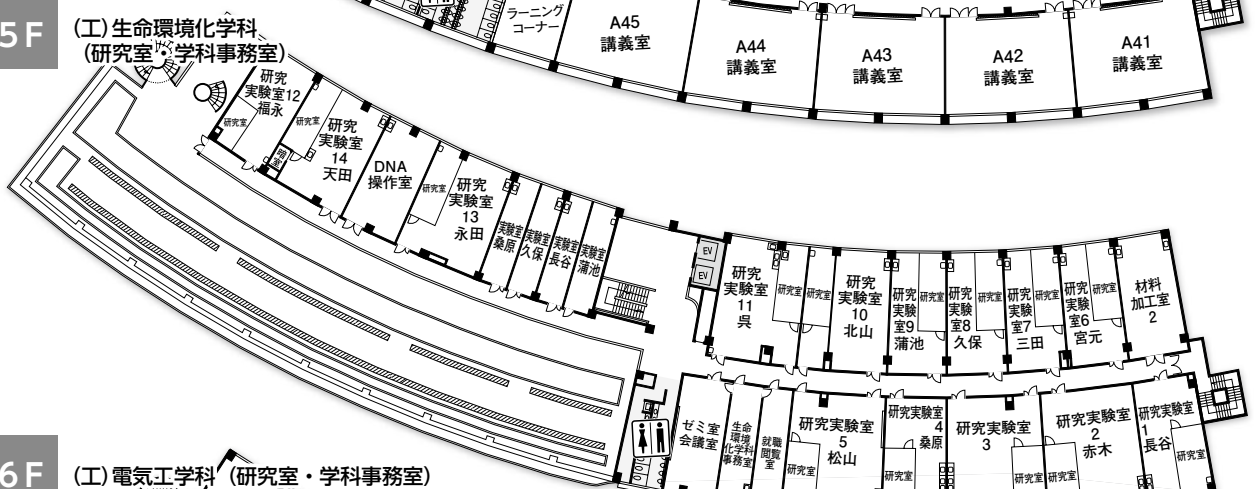 ラーニング
コーナー
A45
講義室
A44
講義室
A43
講義室
A42
講義室
A41
講義室
5F
(工)生命環境化学科
(研究室・学科事務室)
研究
実験室12
福永
研究室
研究室
暗室
研究
実験室
14
天田
DNA
操作室
研究室
研究
実験室
13
永田
実験室
桑原
実験室
久保
実験室
長谷
実験室
蒲池
EV
EV
研究
実験室
11
呉
研究室
研究室
研究
実験室
10
北山
研究
実験
室9
蒲池
研究室
研究
実験
室8
久保
研究室
研究
実験
室7
三田
研究室
研究
実験
室6
宮元
研究室
材料
加工室
2
ゼミ室
会議室
生命
環境
化学科
事務室
就職
閲覧
室
研究実験室
5
松山
研究室
研究実験室
4
桑原
研究室
研究実験室
3
研究室
研究実験室
2
赤木
研究室
研究実験室
1
長谷
研究室
6F
(工)電気工学科(研究室・学科事務室)